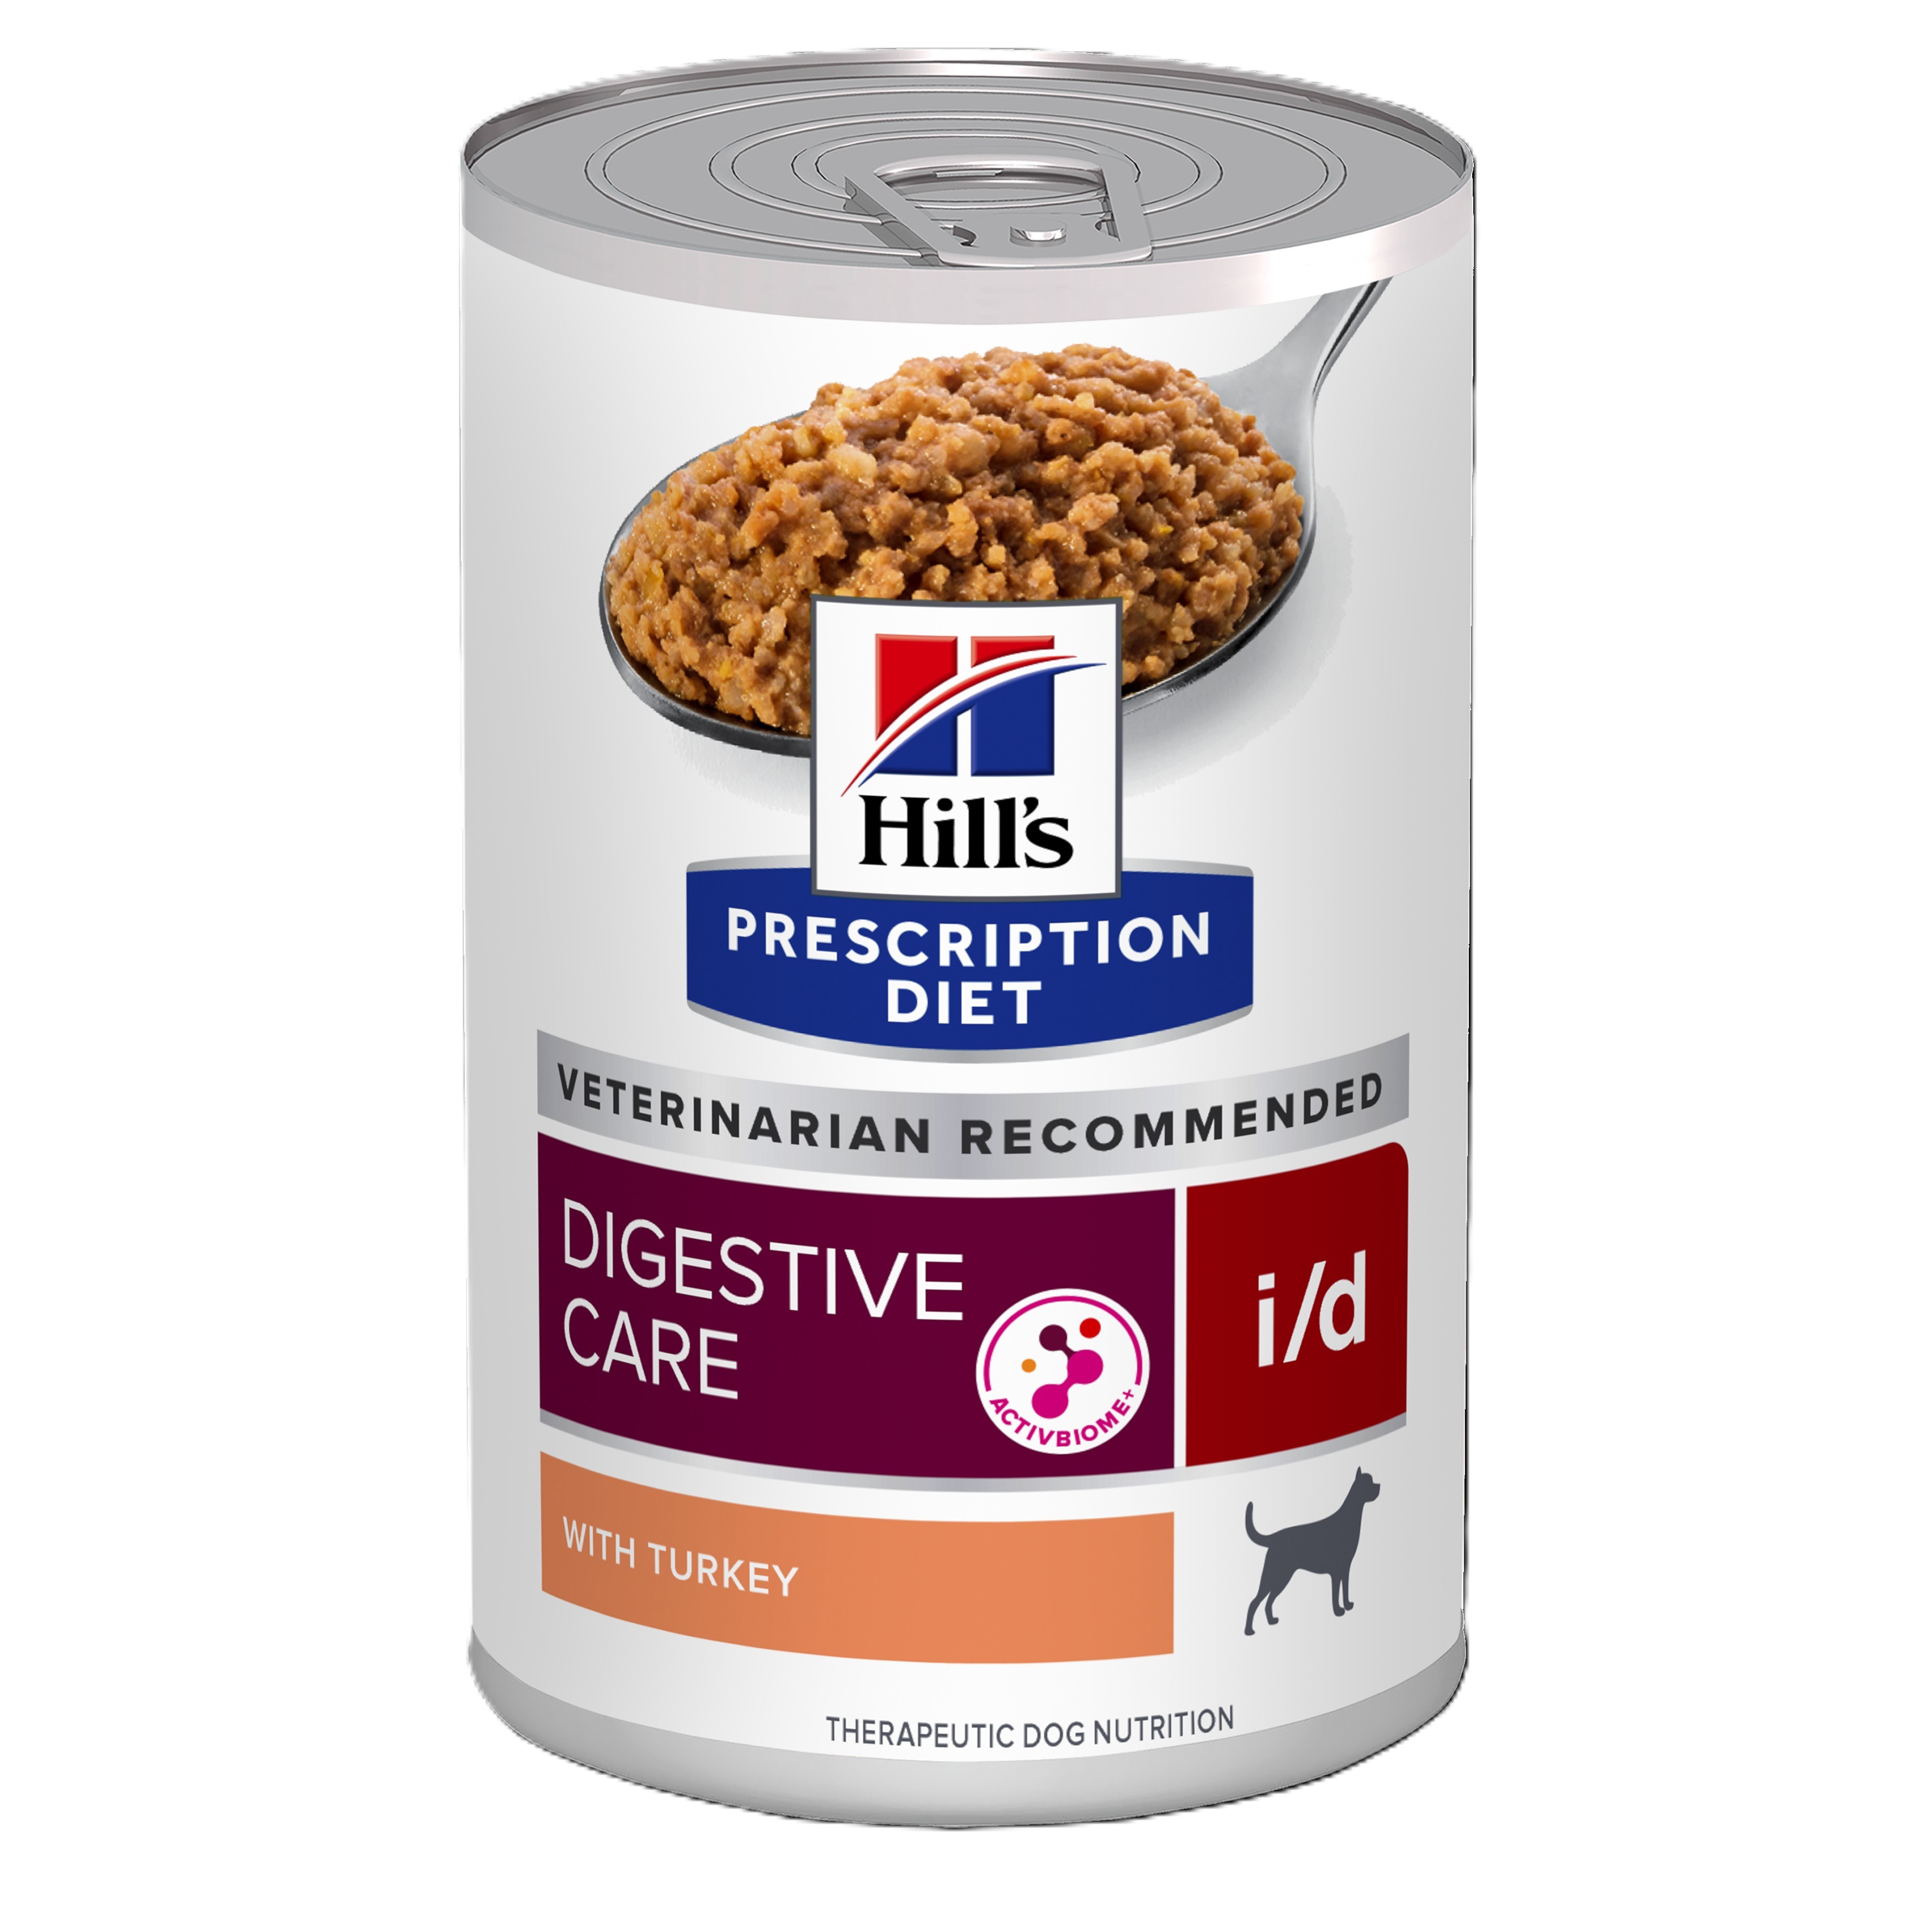 Hill's
PRESCRIPTION
DIET
VETERINARIAN RECOMMENDED
DIGESTIVE
CARE
ACTIVBIOME+
i/d
WITH TURKEY
THERAPEUTIC DOG NUTRITION